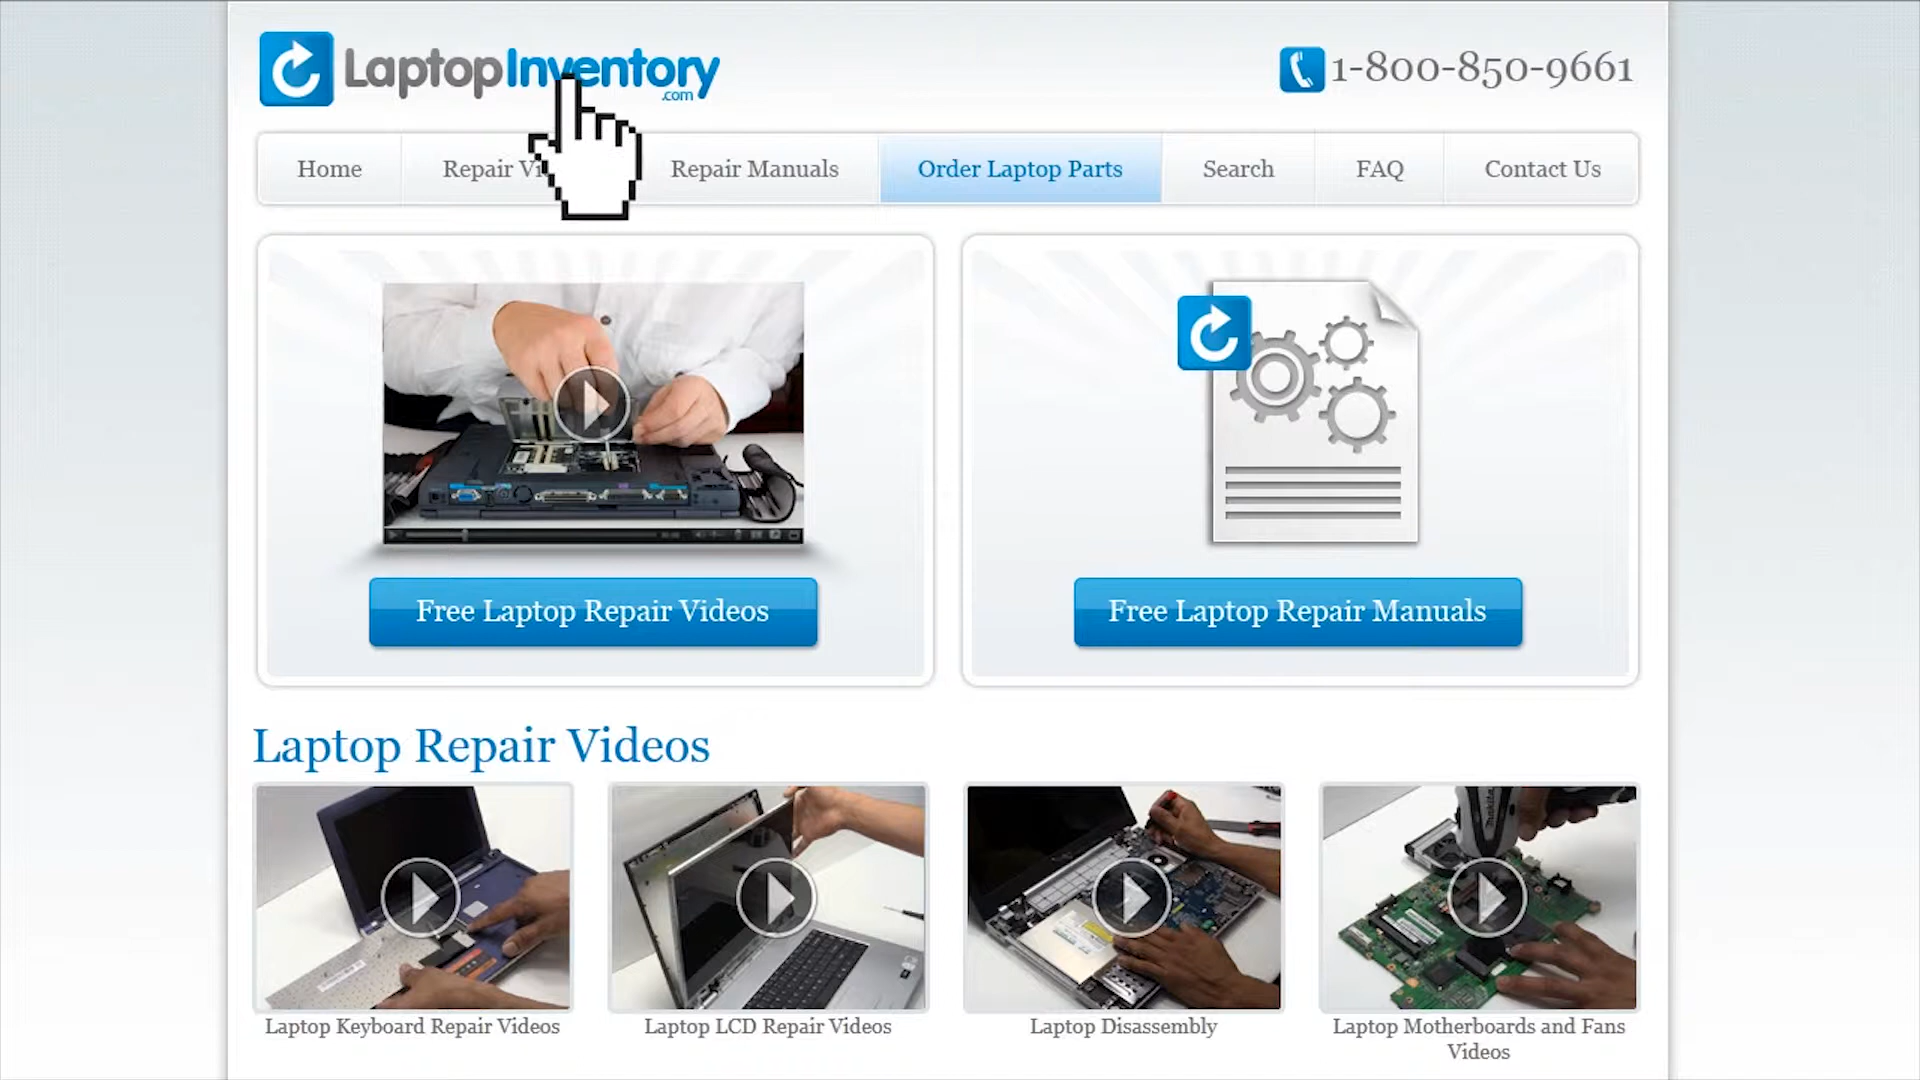 LaptopInventory
.com
1-800-850-9661
Home
Repair
Repair Manuals
Order Laptop Parts
Search
FAQ
Contact Us
Free Laptop Repair Videos
Free Laptop Repair Manuals
Laptop Repair Videos
Laptop Keyboard Repair Videos
Laptop LCD Repair Videos
Laptop Disassembly
Laptop Motherboards and Fans
Videos